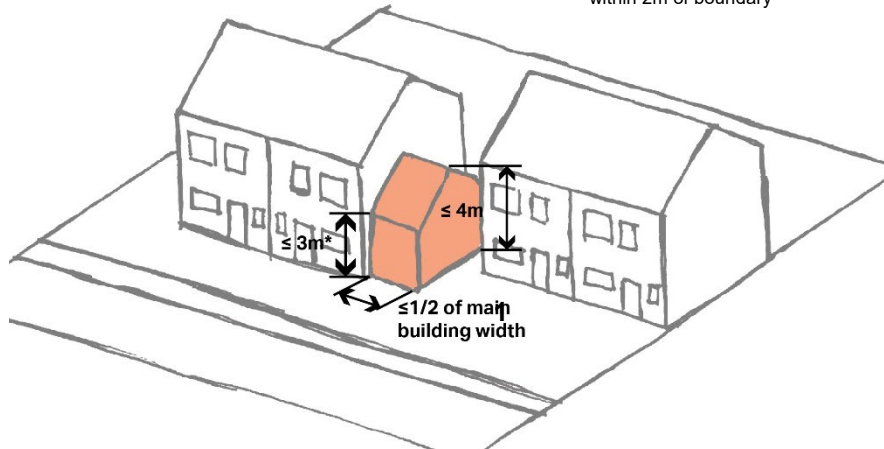 within 2m of boundary
≤ 4m
≤ 3m*
≤1/2 of main
building width